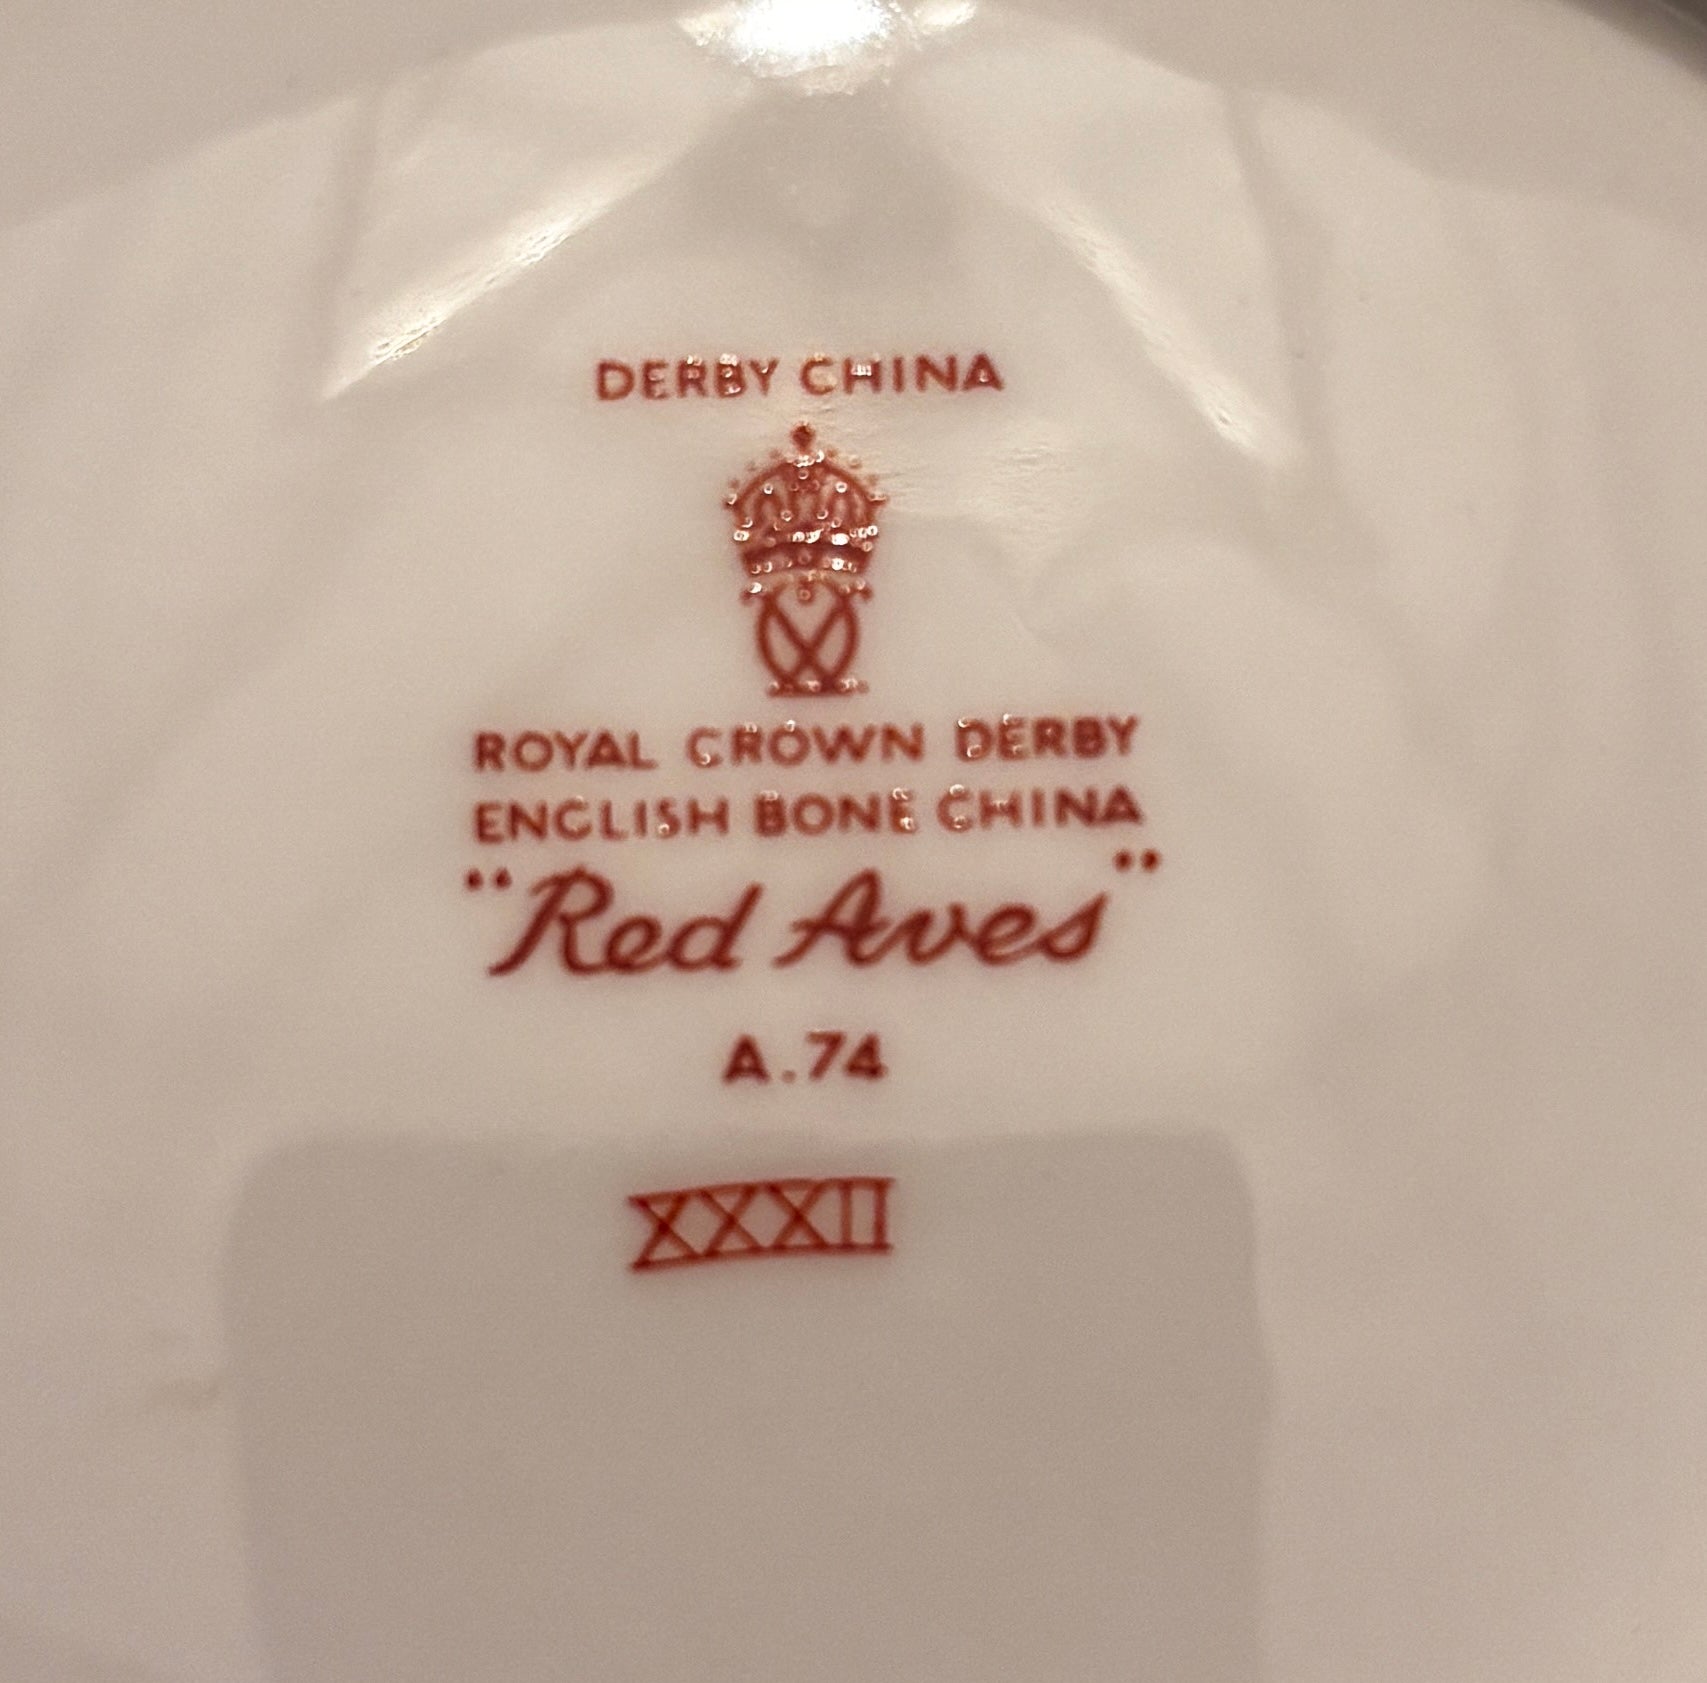 DERBY CHINA
ROYAL CROWN DERBY
ENGLISH BONE CHINA
"Red Aves"
A.74
XXXII